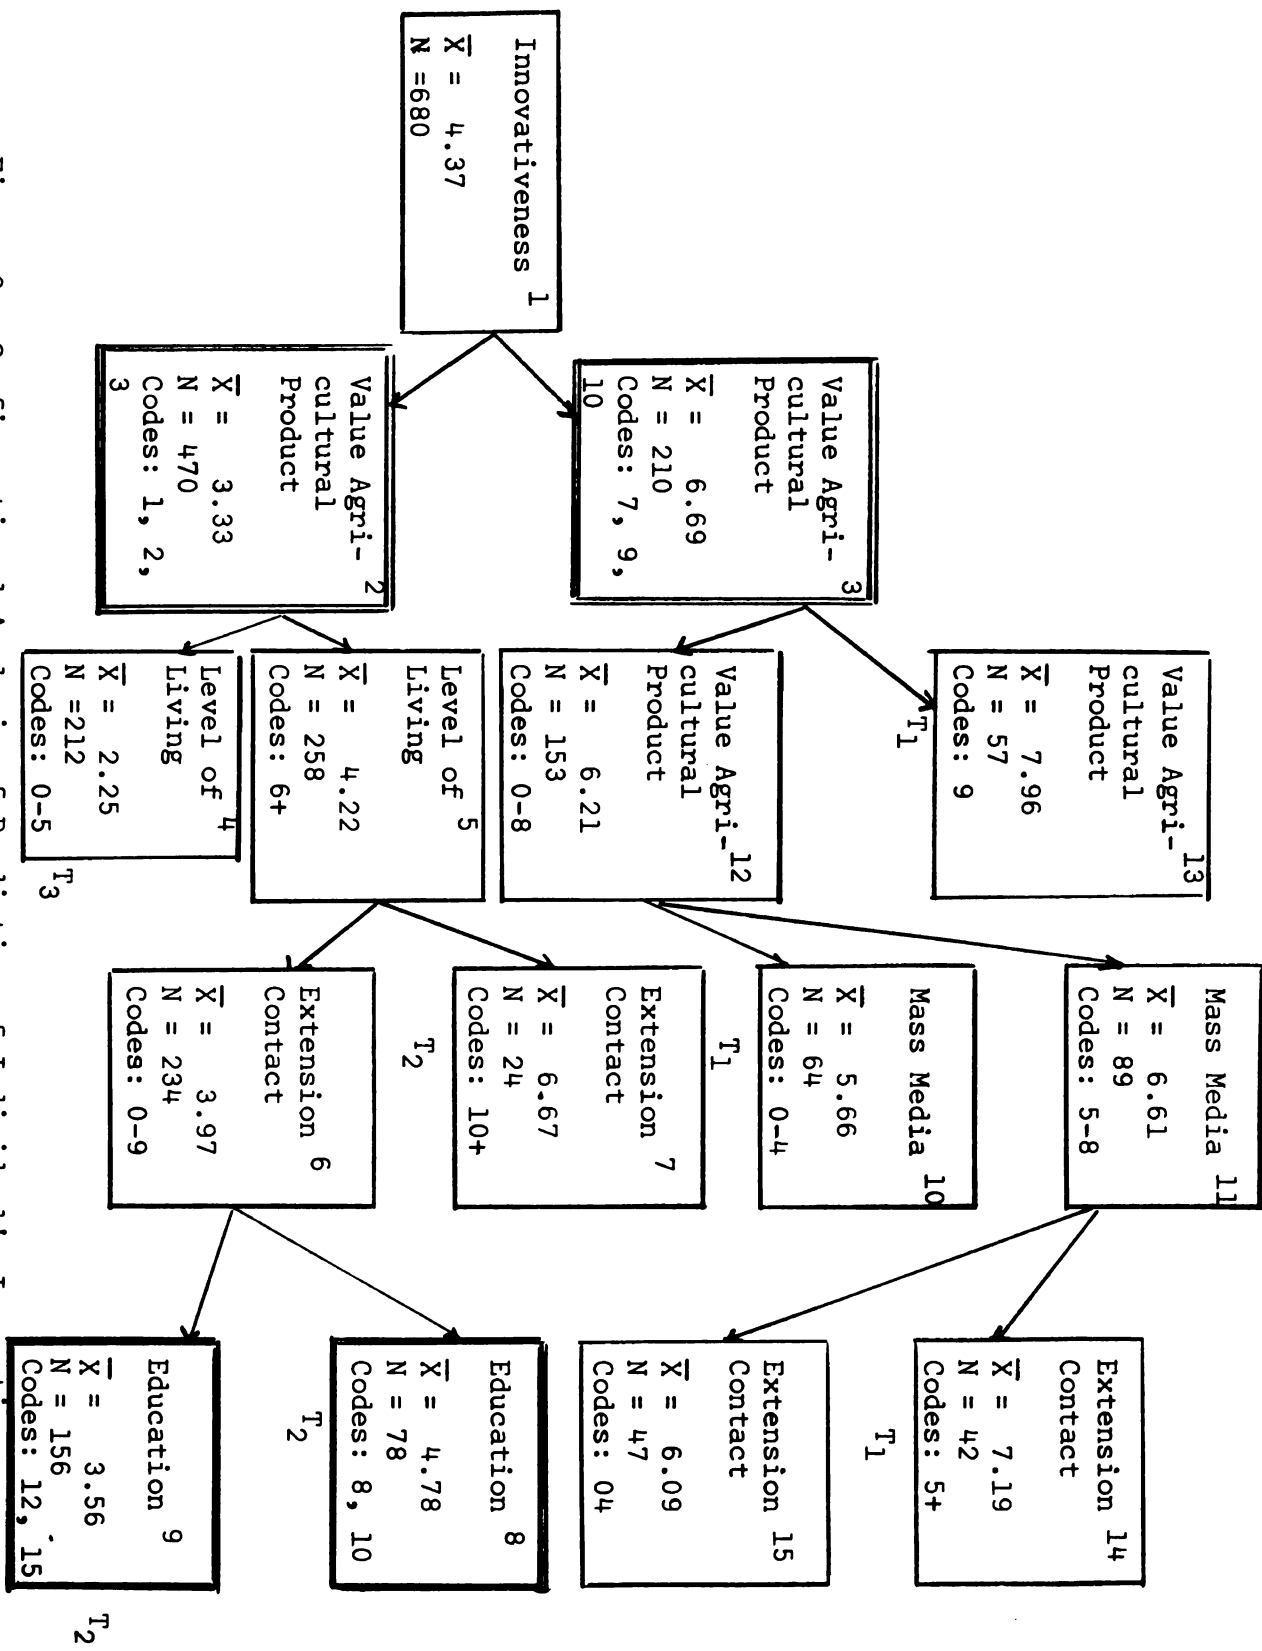 Innovativeness 1
X̄ = 4.37
N =680
Value Agri- 3
cultural
Product
X̄ = 6.69
N = 210
Codes: 7, 9,
10
Value Agri- 2
cultural
Product
X̄ = 3.33
N = 470
Codes: 1, 2,
3
Value Agri- 13
cultural
Product
X̄ = 7.96
N = 57
Codes: 9
T1
Value Agri- 12
cultural
Product
X̄ = 6.21
N = 153
Codes: 0-8
Level of 5
Living
X̄ = 4.22
N = 258
Codes: 6+
Level of 4
Living
X̄ = 2.25
N =212
Codes: 0-5
T3
Mass Media 11
X̄ = 6.61
N = 89
Codes: 5-8
Mass Media 10
X̄ = 5.66
N = 64
Codes: 0-4
T1
Extension 7
Contact
X̄ = 6.67
N = 24
Codes: 10+
T2
Extension 6
Contact
X̄ = 3.97
N = 234
Codes: 0-9
Extension 14
Contact
X̄ = 7.19
N = 42
Codes: 5+
T1
Extension 15
Contact
X̄ = 6.09
N = 47
Codes: 04
Education 8
X̄ = 4.78
N = 78
Codes: 8, 10
T2
Education 9
X̄ = 3.56
N = 156
Codes: 12, 15
T2